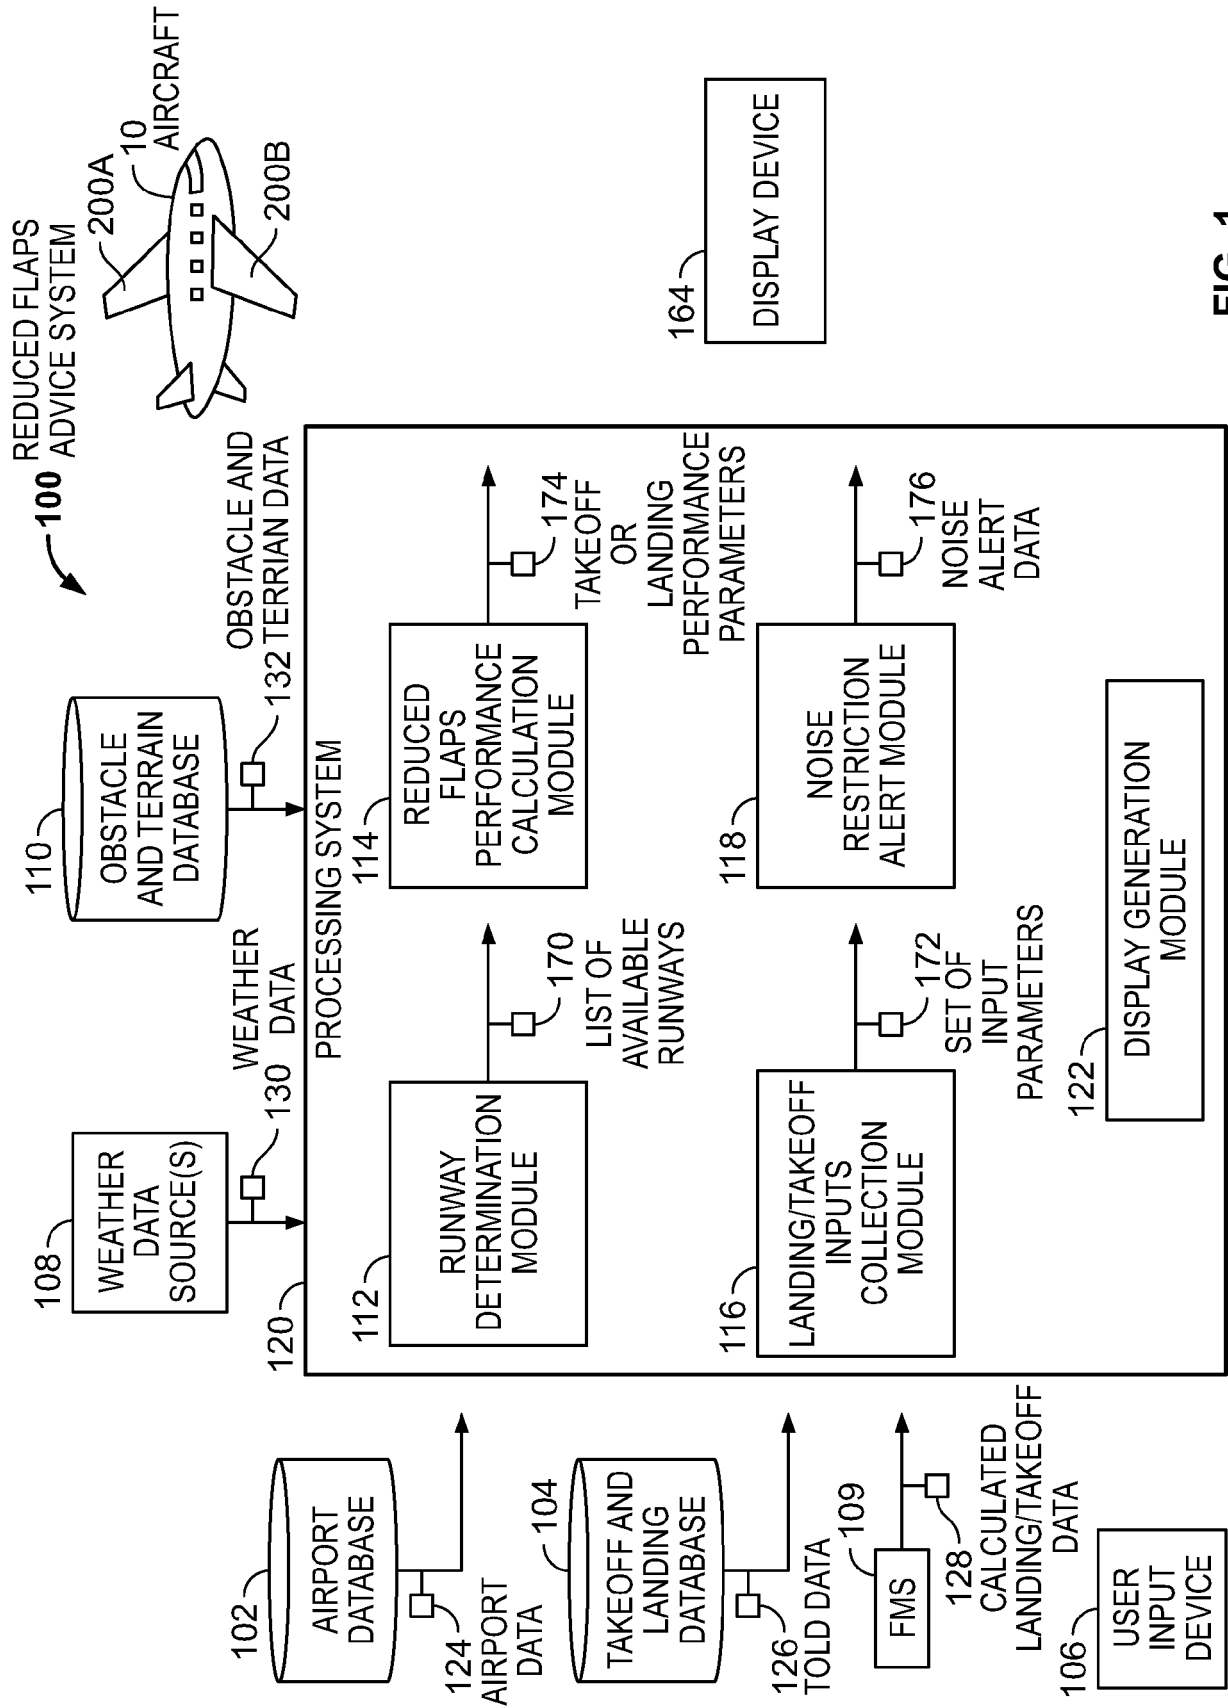 REDUCED FLAPS
ADVICE SYSTEM
100
200A
10
AIRCRAFT
200B
110
OBSTACLE
AND TERRAIN
DATABASE
OBSTACLE AND
132 TERRIAN DATA
108
WEATHER
DATA
SOURCE(S)
WEATHER
DATA
130
120
PROCESSING SYSTEM
102
AIRPORT
DATABASE
124
AIRPORT
DATA
104
TAKEOFF AND
LANDING
DATABASE
126
TOLD DATA
109
FMS
128
CALCULATED
LANDING/TAKEOFF
DATA
106
USER
INPUT
DEVICE
112
RUNWAY
DETERMINATION
MODULE
170
LIST OF
AVAILABLE
RUNWAYS
114
REDUCED
FLAPS
PERFORMANCE
CALCULATION
MODULE
174
TAKEOFF
OR
LANDING
PERFORMANCE
PARAMETERS
116
LANDING/TAKEOFF
INPUTS
COLLECTION
MODULE
172
SET OF
INPUT
PARAMETERS
118
NOISE
RESTRICTION
ALERT MODULE
176
NOISE
ALERT
DATA
122
DISPLAY GENERATION
MODULE
164
DISPLAY DEVICE
FIG. 1